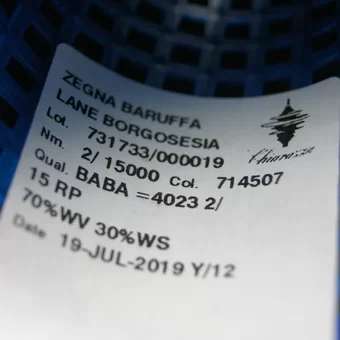 ZEGNA BARUFFA
LANE BORGOSESIA
Lot. 731733/000019
Nm. 2/ 15000 Col. 714507
Qual. BABA =4023 2/
15 RP
70%WV 30%WS
Date 19-JUL-2019 Y/12